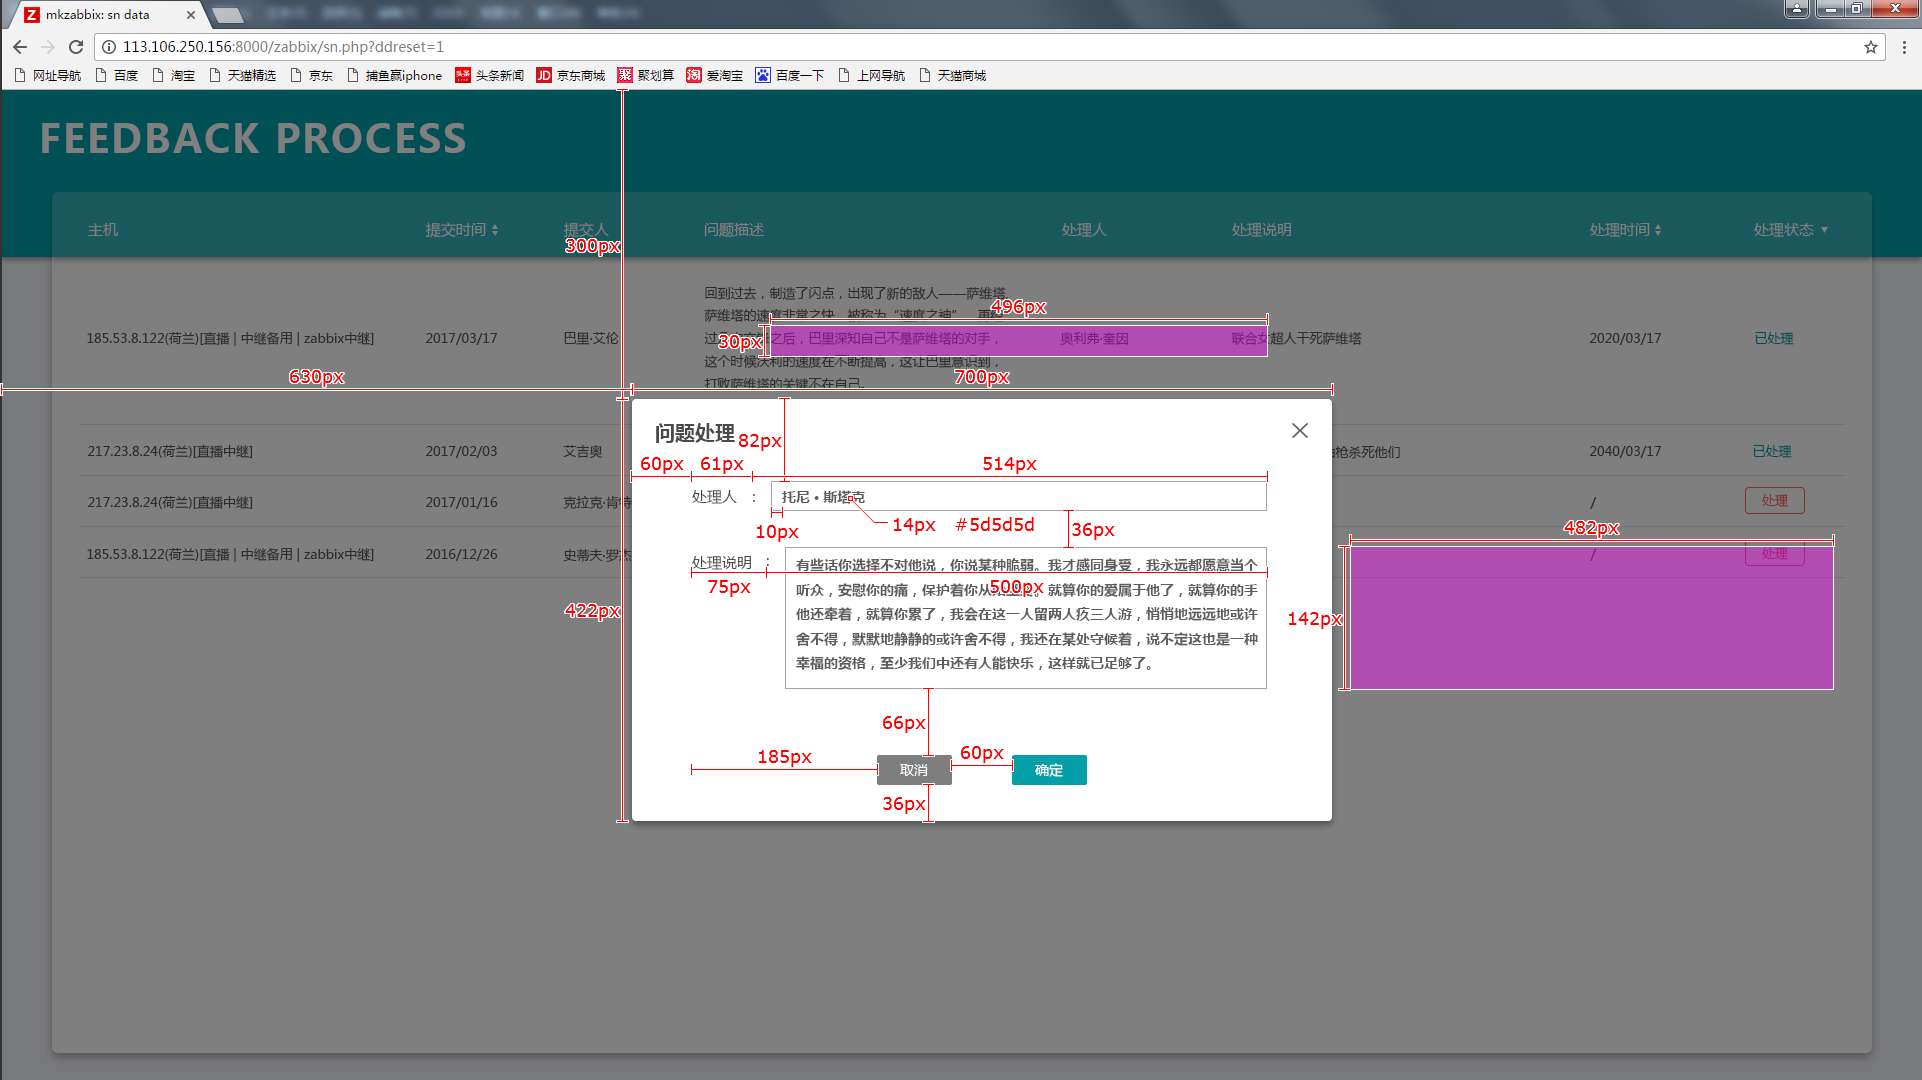 mkzabbix: sn data
113.106.250.156:8000/zabbix/sn.php?ddreset=1
网址导航 百度 淘宝 天猫精选 京东 捕鱼赢iphone 头条新闻 京东商城 聚划算 爱淘宝 百度一下 上网导航 天猫商城
FEEDBACK PROCESS
主机 提交时间 提交人 问题描述 处理人 处理说明 处理时间 处理状态
300px
回到过去，制造了闪点，出现了新的敌人——萨维塔
496px
萨维塔的速度非常之快，被称为“速度之神”，
185.53.8.122(荷兰)[直播 | 中继备用 | zabbix中继] 2017/03/17 巴里·艾伦 30px 之后，巴里深知自己不是萨维塔的对手， 奥利弗·奎因 联合女超人干死萨维塔 2020/03/17 已处理
这个时候沃利的速度在不断提高，这让巴里意识到，
打败萨维塔的关键不在自己。
630px 700px
问题处理
82px
217.23.8.24(荷兰)[直播中继] 2017/02/03 艾吉奥 枪杀死他们 2040/03/17 已处理
60px 61px 514px
217.23.8.24(荷兰)[直播中继] 2017/01/16 克拉克·肯特 / 处理
处理人 ： 托尼 • 斯塔克
14px #5d5d5d
10px 36px
482px
185.53.8.122(荷兰)[直播 | 中继备用 | zabbix中继] 2016/12/26 史蒂夫·罗杰 / 处理
处理说明 ： 有些话你选择不对他说，你说某种脆弱。我才感同身受，我永远都愿意当个
75px 500px
听众，安慰你的痛，保护着你从 。就算你的爱属于他了，就算你的手
422px 142px
他还牵着，就算你累了，我会在这一人留两人疚三人游，悄悄地远远地或许
舍不得，默默地静静的或许舍不得，我还在某处守候着，说不定这也是一种
幸福的资格，至少我们中还有人能快乐，这样就已足够了。
66px
185px 60px
取消 确定
36px